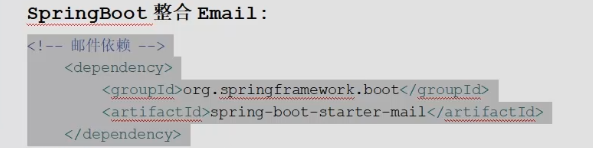 SpringBoot 整合 Email:
<!-- 邮件依赖 -->
<dependency>
<groupId>org.springframework.boot</groupId>
<artifactId>spring-boot-starter-mail</artifactId>
</dependency>